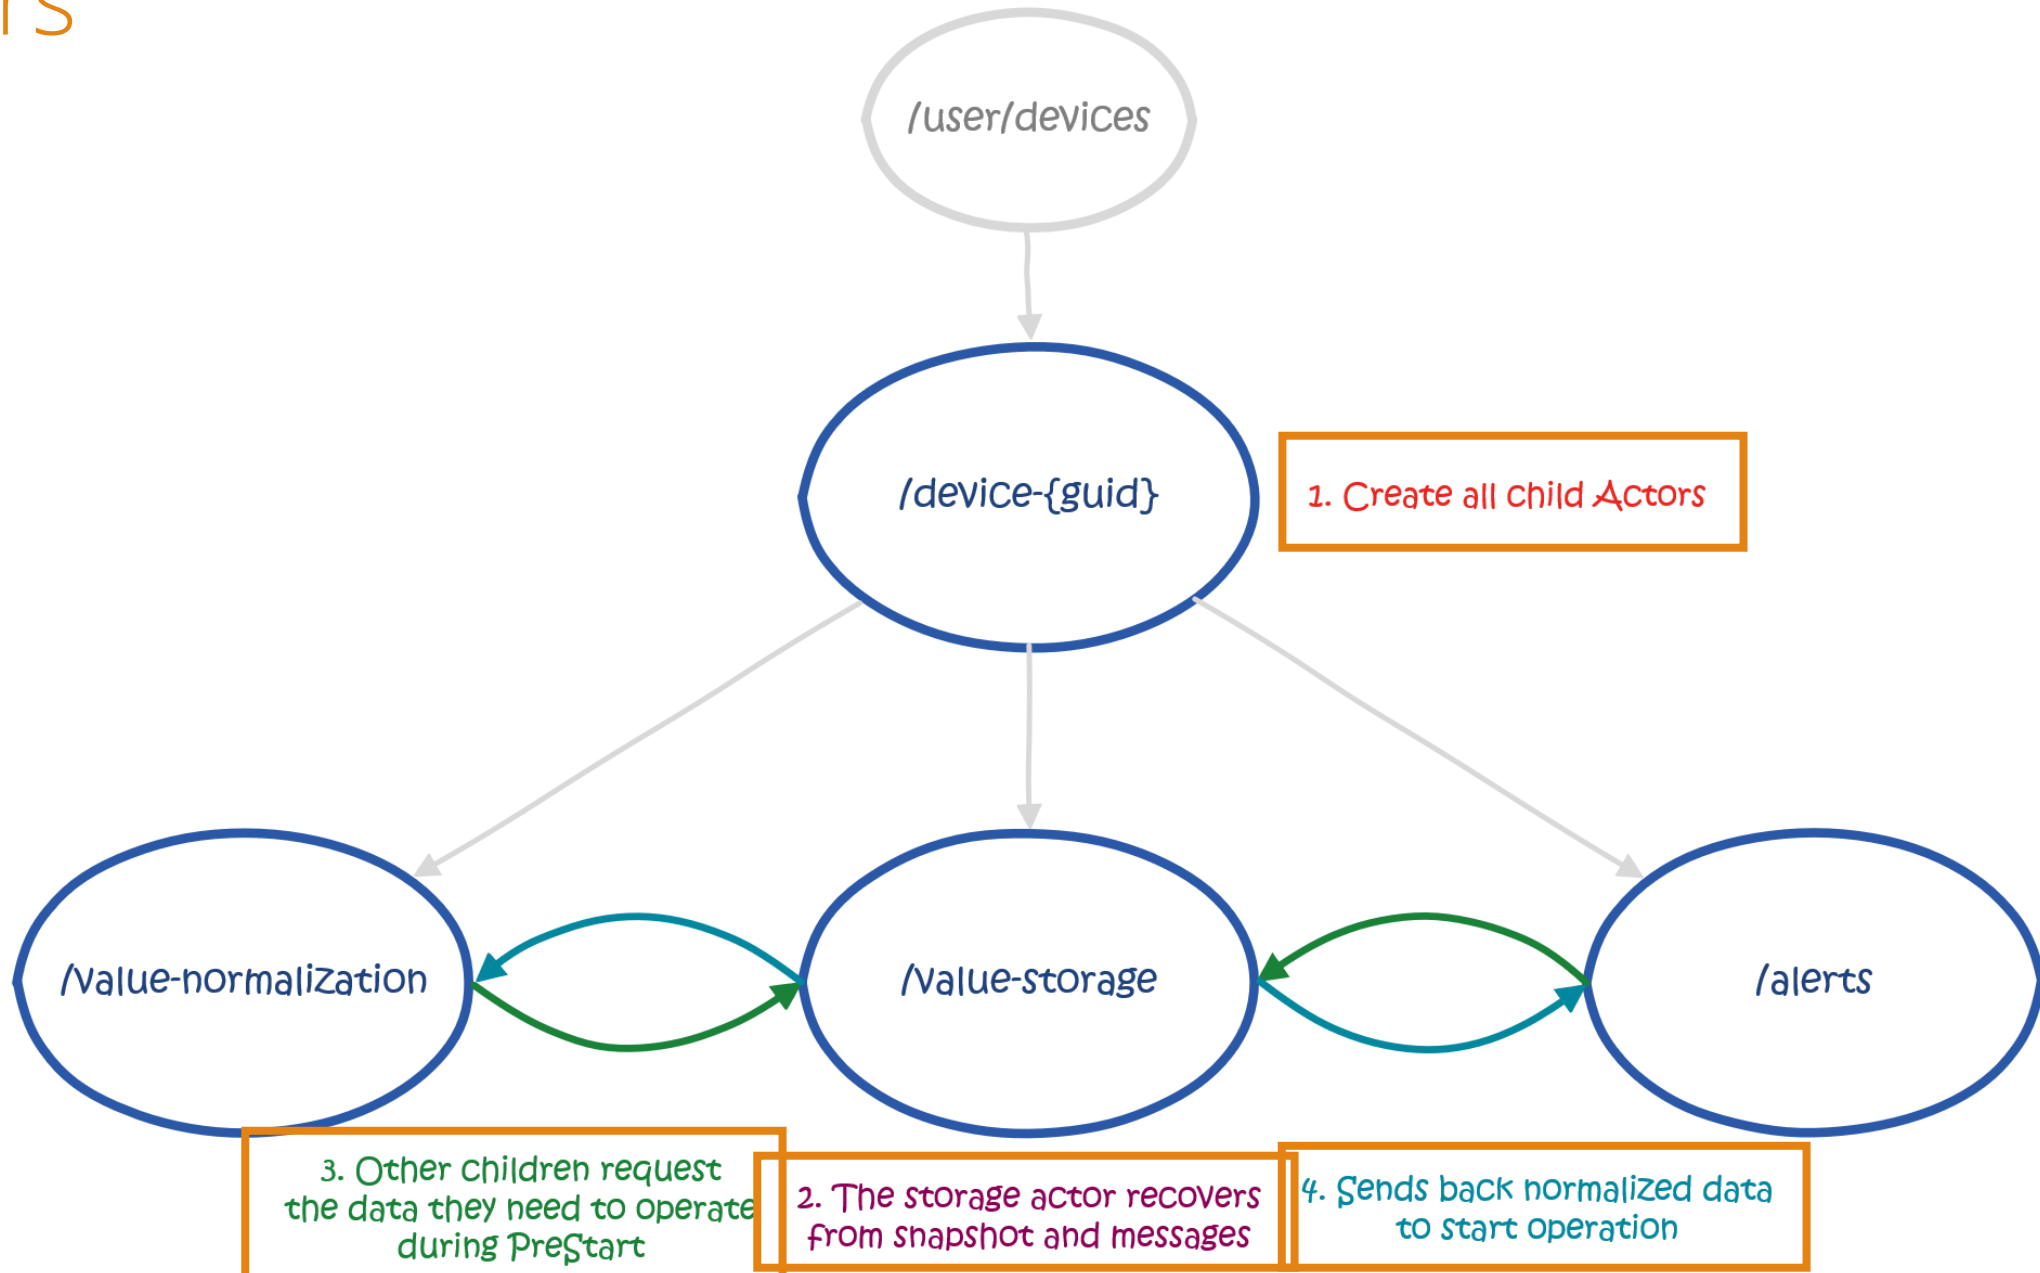 rs
/user/devices
/device-{guid}
1. Create all child Actors
/value-normalization
/value-storage
/alerts
3. Other children request
the data they need to operate
during PreStart
2. The storage actor recovers
from snapshot and messages
4. Sends back normalized data
to start operation